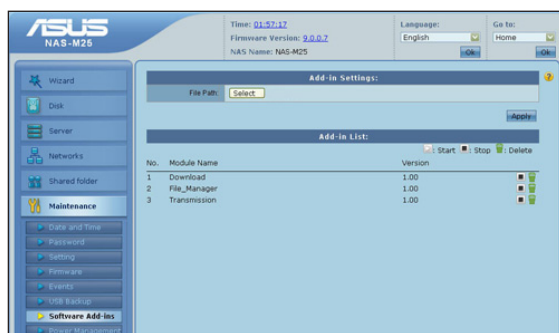 ASUS
NAS-M25
Time: 01:57:17
Firmware Version: 9.0.0.7
NAS Name: NAS-M25
Language:
English
Ok
Go to:
Home
Ok
Wizard
Disk
Server
Networks
Shared folder
Maintenance
Date and Time
Password
Setting
Firmware
Events
USB Backup
Software Add-ins
Power Management
Add-in Settings:
File Path: Select
Apply
Add-in List:
: Start : Stop : Delete
No. Module Name Version
1 Download 1.00
2 File_Manager 1.00
3 Transmission 1.00